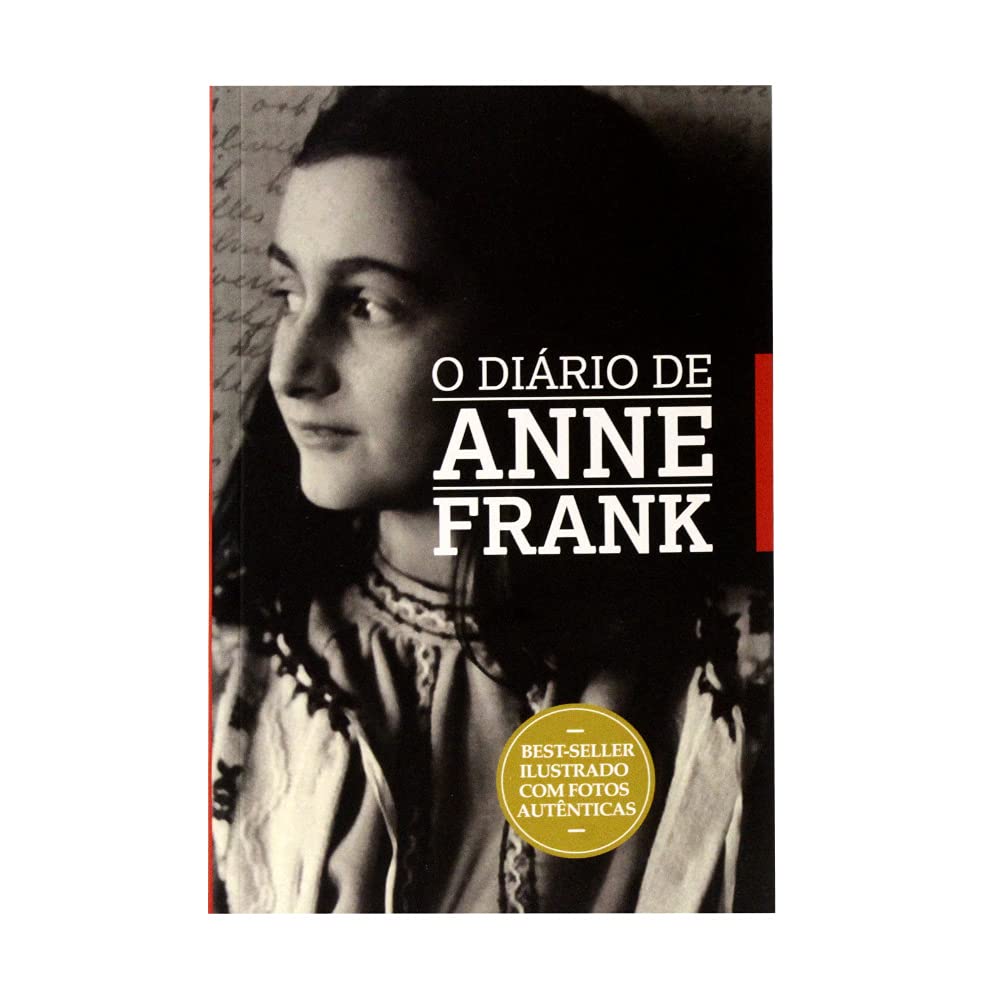 O DIÁRIO DE
ANNE
FRANK
BEST-SELLER
ILUSTRADO
COM FOTOS
AUTÊNTICAS